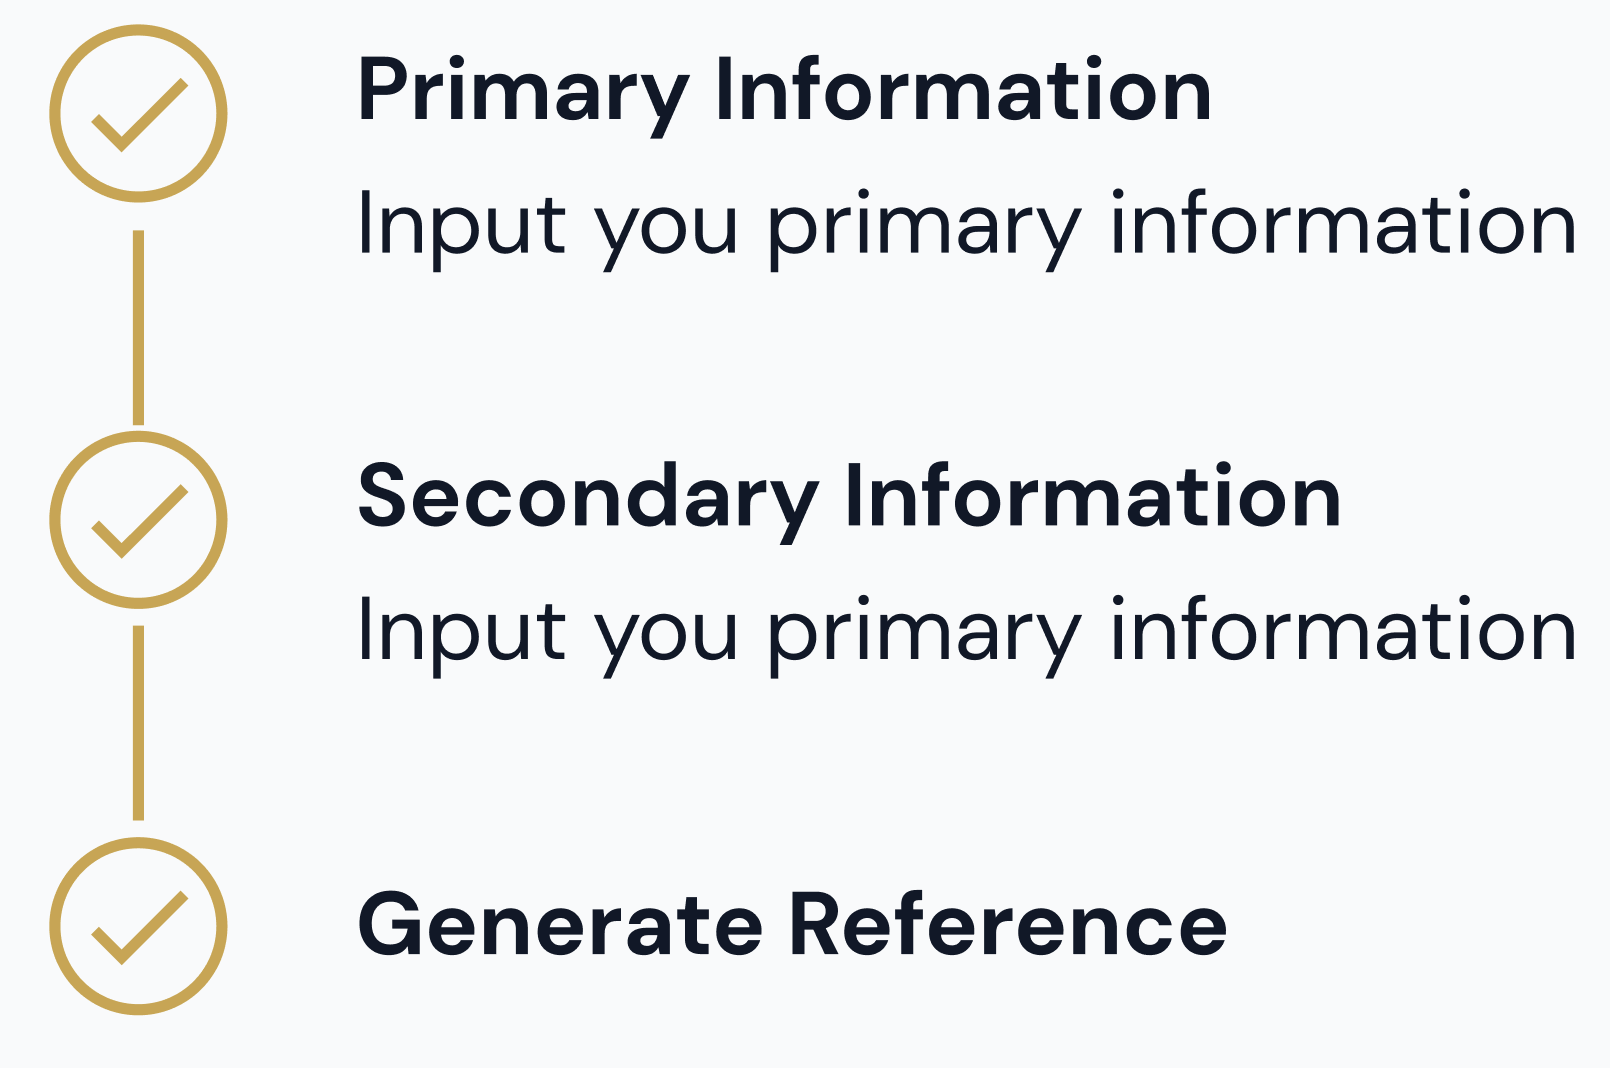 Primary Information
Input you primary information
Secondary Information
Input you primary information
Generate Reference